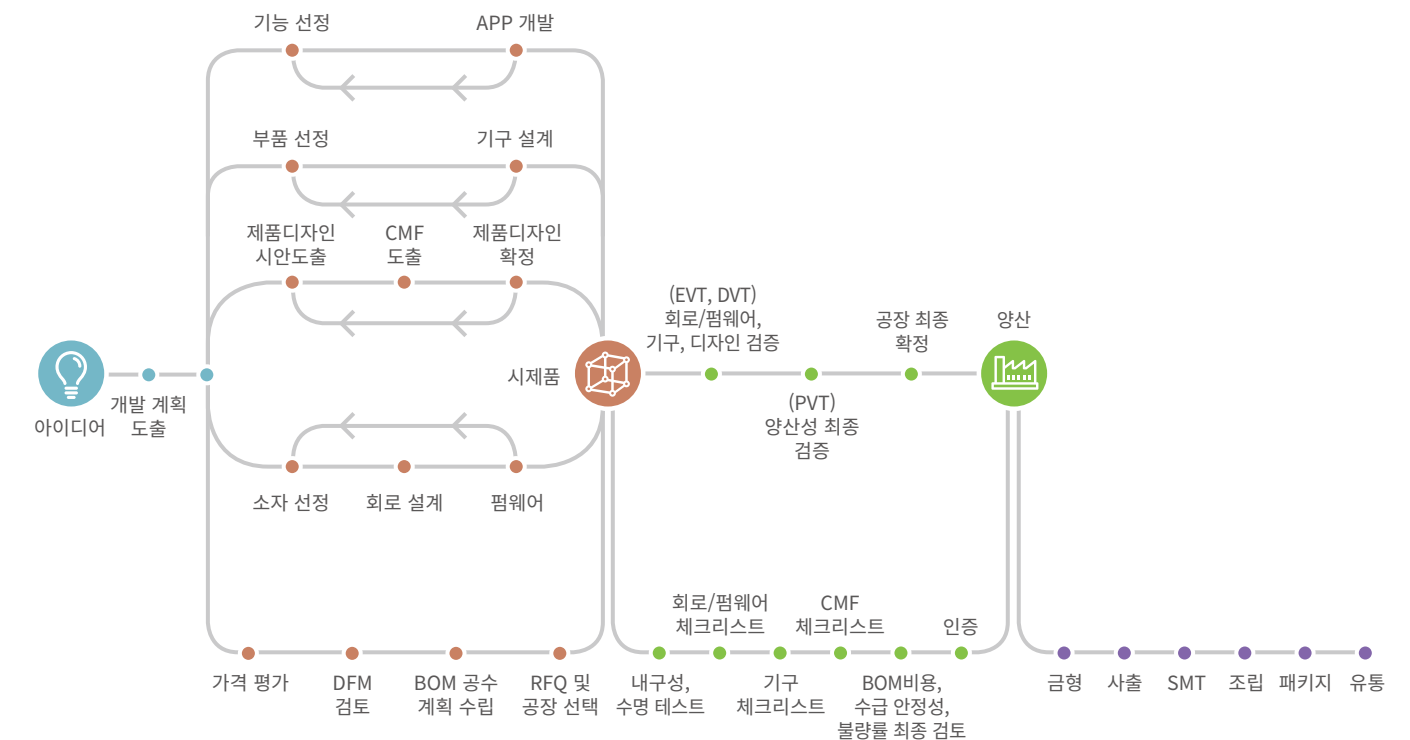 기능 선정
APP 개발
부품 선정
기구 설계
제품디자인
시안도출
CMF
도출
제품디자인
확정
(EVT, DVT)
회로/펌웨어,
기구, 디자인 검증
공장 최종
확정
양산
시제품
아이디어
개발 계획
도출
(PVT)
양산성 최종
검증
소자 선정
회로 설계
펌웨어
회로/펌웨어
체크리스트
CMF
체크리스트
인증
가격 평가
DFM
검토
BOM 공수
계획 수립
RFQ 및
공장 선택
내구성,
수명 테스트
기구
체크리스트
BOM비용,
수급 안정성,
불량률 최종 검토
금형
사출
SMT
조립
패키지
유통